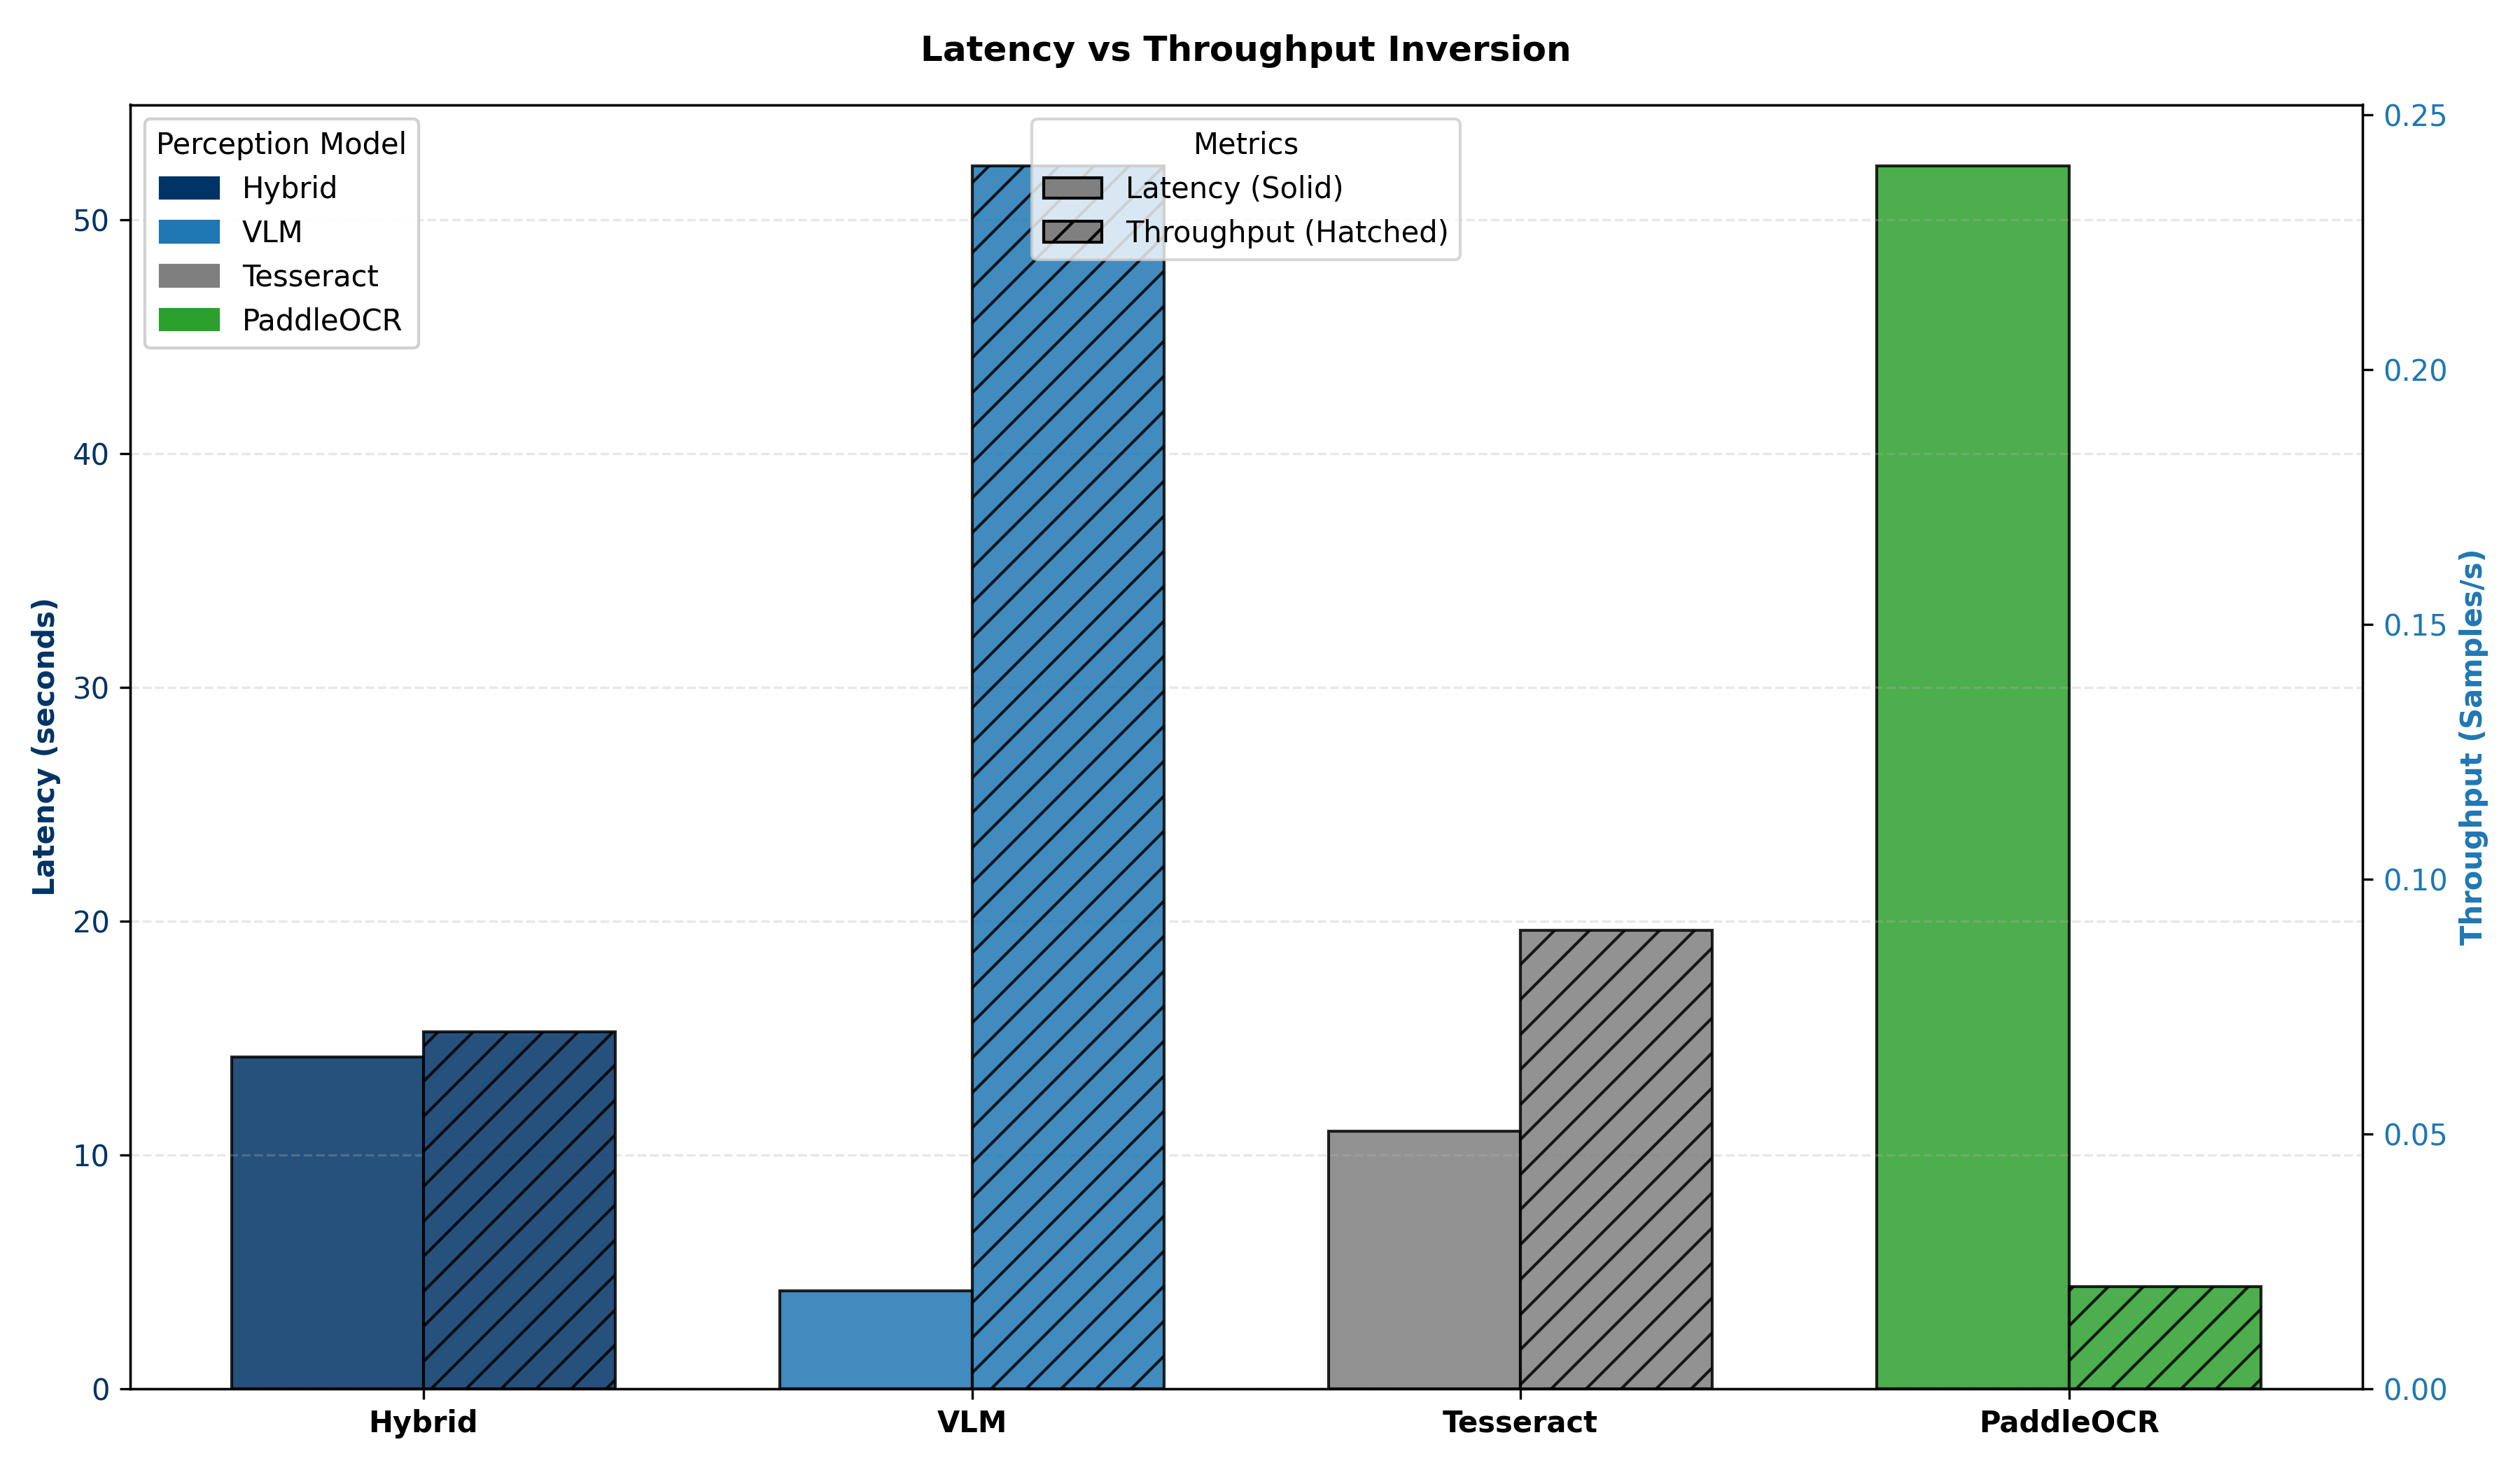 Latency vs Throughput Inversion
Perception Model
Hybrid
VLM
Tesseract
PaddleOCR
Metrics
Latency (Solid)
Throughput (Hatched)
Latency (seconds)
50
40
30
20
10
0
Throughput (Samples/s)
0.25
0.20
0.15
0.10
0.05
0.00
Hybrid
VLM
Tesseract
PaddleOCR